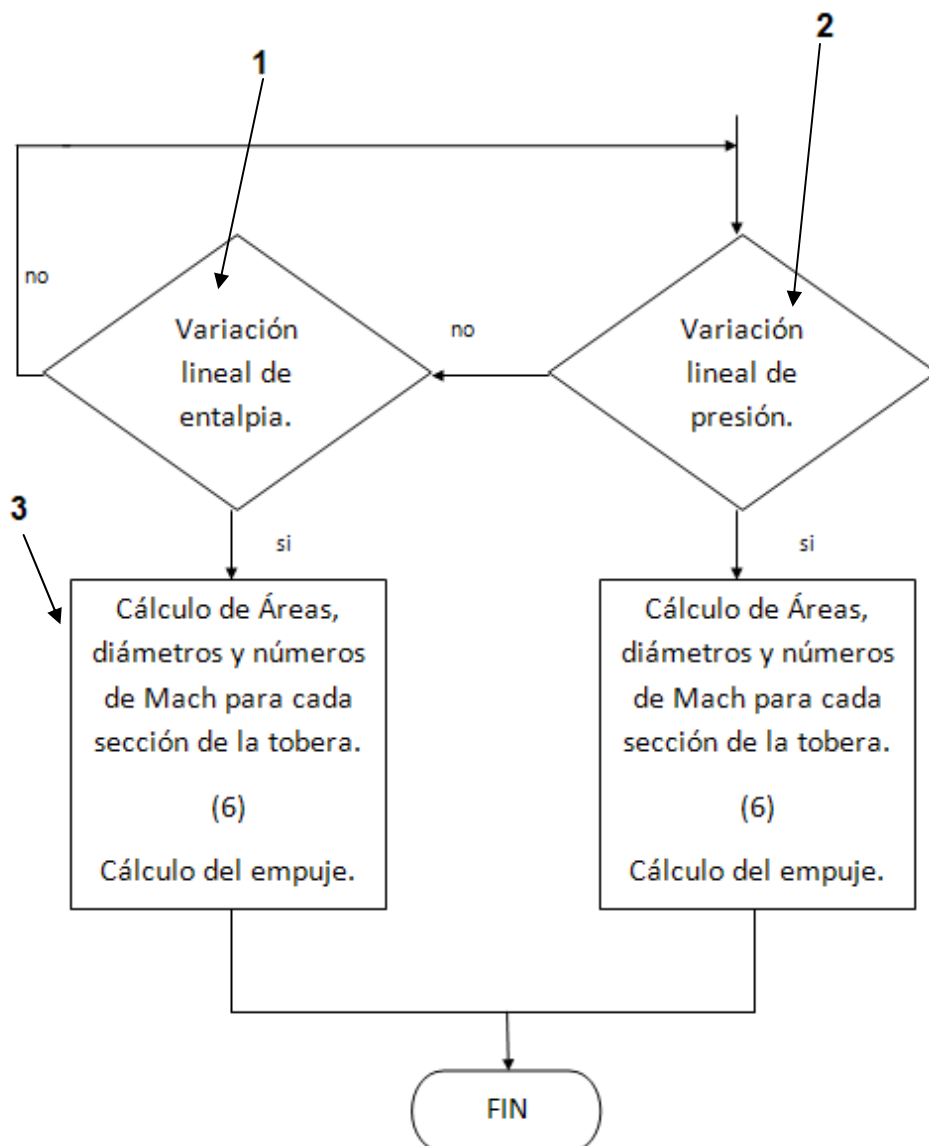 1
2
no
Variación
lineal de
entalpia.
no
Variación
lineal de
presión.
3
si
si
Cálculo de Áreas,
diámetros y números
de Mach para cada
sección de la tobera.
(6)
Cálculo del empuje.
Cálculo de Áreas,
diámetros y números
de Mach para cada
sección de la tobera.
(6)
Cálculo del empuje.
FIN